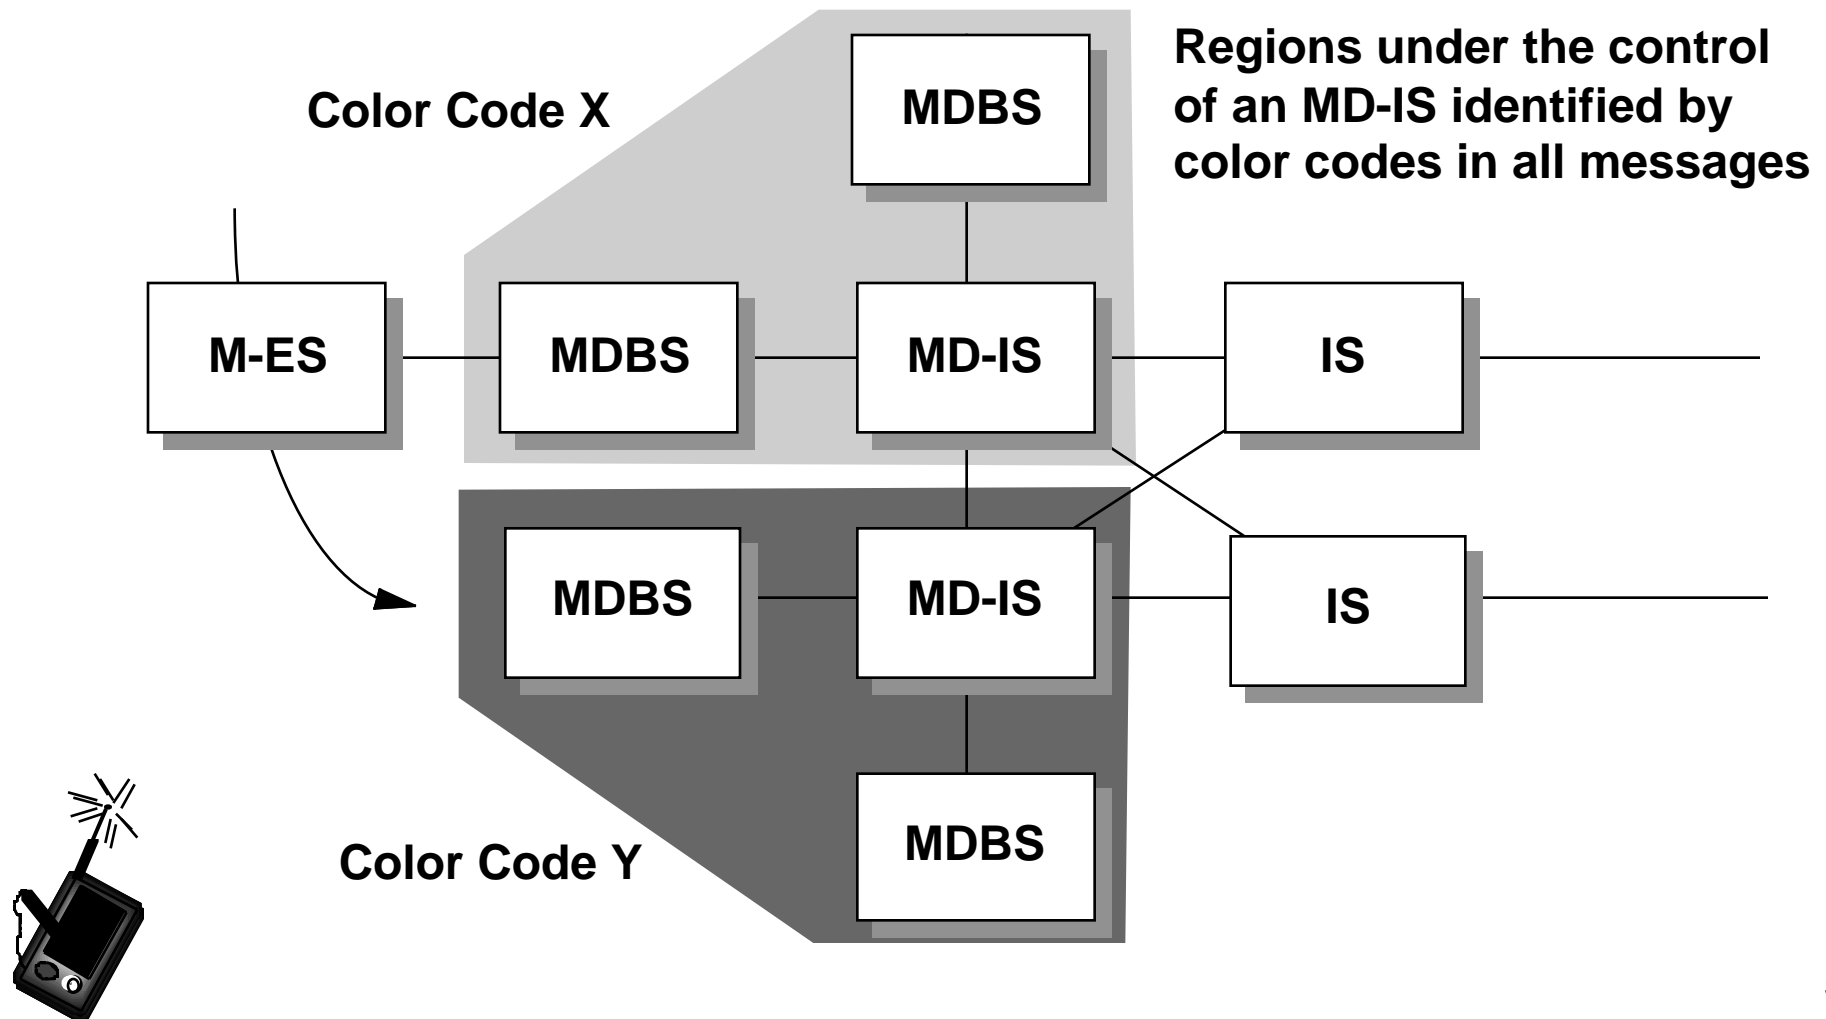 Regions under the control
of an MD-IS identified by
color codes in all messages
Color Code X
MDBS
M-ES
MDBS
MD-IS
IS
MDBS
MD-IS
IS
Color Code Y
MDBS